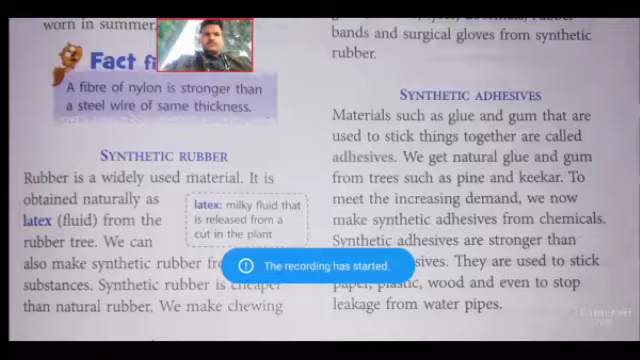 worn in summer.
Fact fi
A fibre of nylon is stronger than
a steel wire of same thickness.
SYNTHETIC RUBBER
Rubber is a widely used material. It is
obtained naturally as
latex (fluid) from the
rubber tree. We can
also make synthetic rubber fr
substances. Synthetic rubber is cheaper
than natural rubber. We make chewing
latex: milky fluid that
is released from a
cut in the plant
rubber
bands and surgical gloves from synthetic
rubber.
SYNTHETIC ADHESIVES
Materials such as glue and gum that are
used to stick things together are called
adhesives. We get natural glue and gum
from trees such as pine and keekar. To
meet the increasing demand, we now
make synthetic adhesives from chemicals.
Synthetic adhesives are stronger than
sives. They are used to stick
paper, plastic, wood and even to stop
leakage from water pipes.
The recording has started.